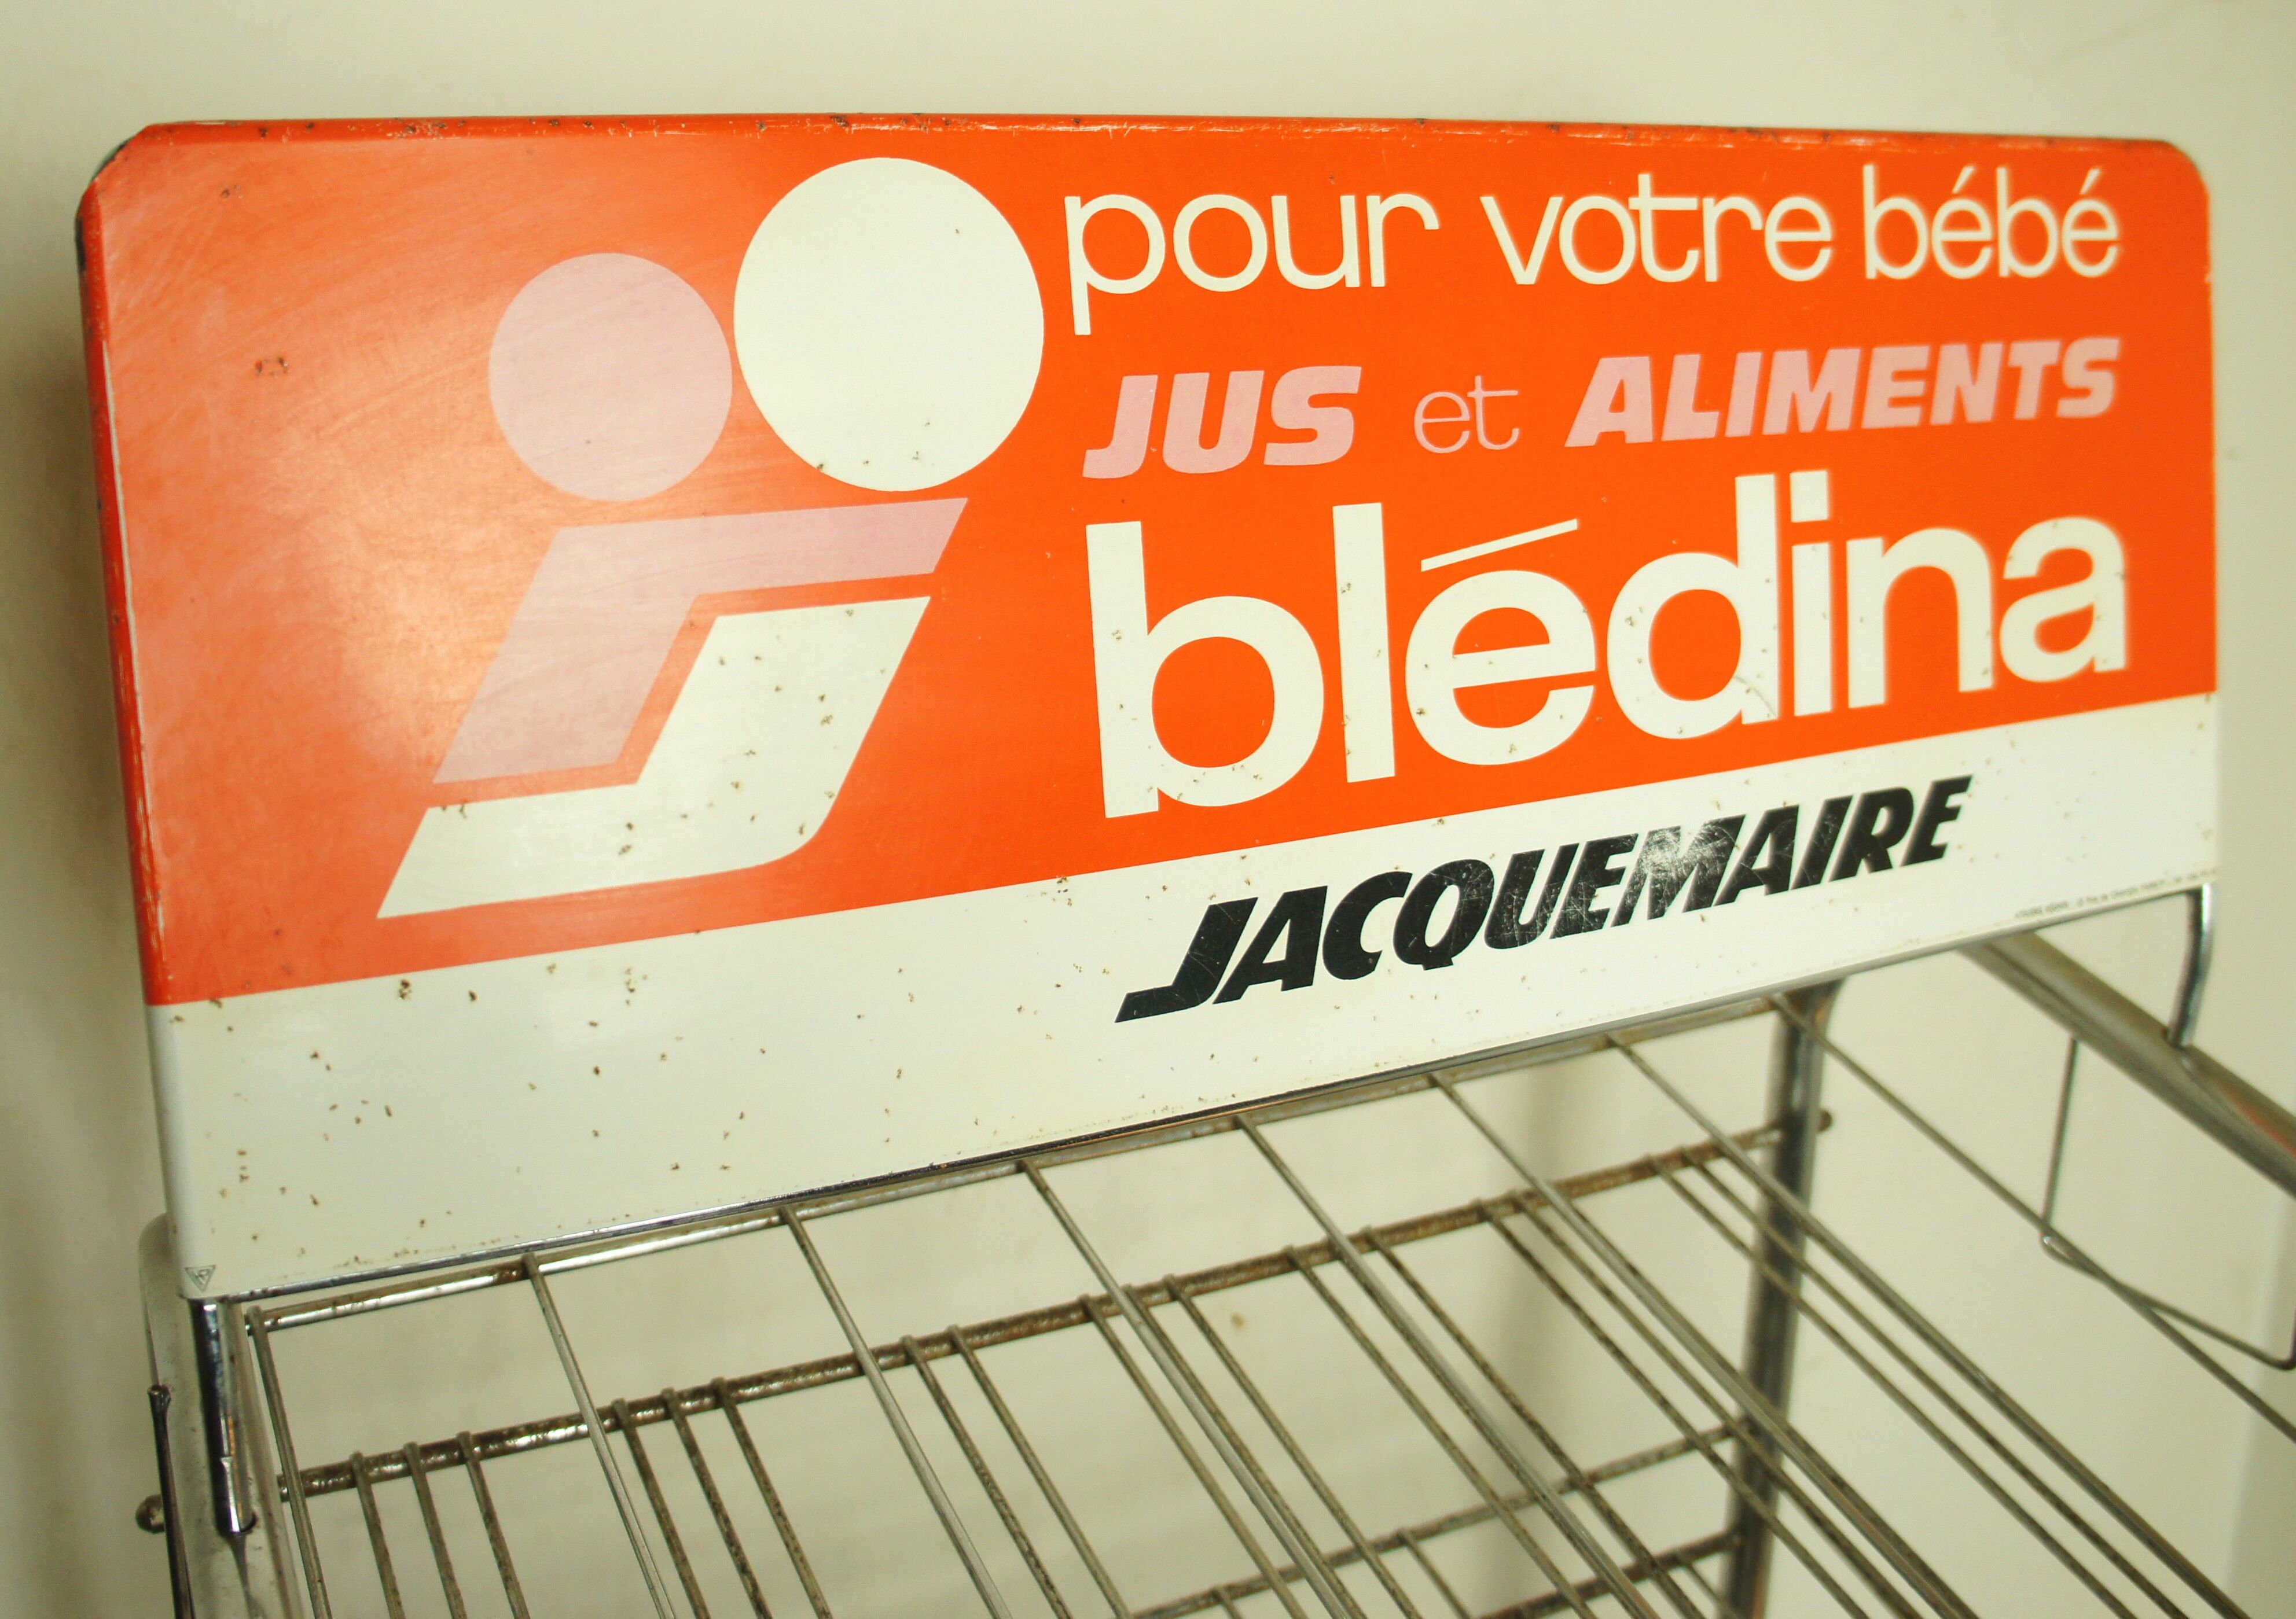 pour votre bébé
JUS et ALIMENTS
blédina
JACQUEMAIRE